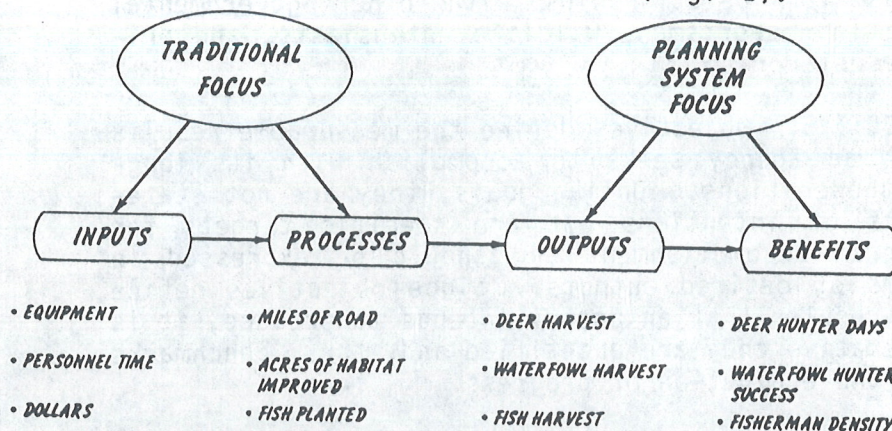 TRADITIONAL
FOCUS
PLANNING
SYSTEM
FOCUS
INPUTS
PROCESSES
OUTPUTS
BENEFITS
• EQUIPMENT
• PERSONNEL TIME
• DOLLARS
• MILES OF ROAD
• ACRES OF HABITAT
IMPROVED
• FISH PLANTED
• DEER HARVEST
• WATERFOWL HARVEST
• FISH HARVEST
• DEER HUNTER DAYS
• WATERFOWL HUNTER
SUCCESS
• FISHERMAN DENSITY